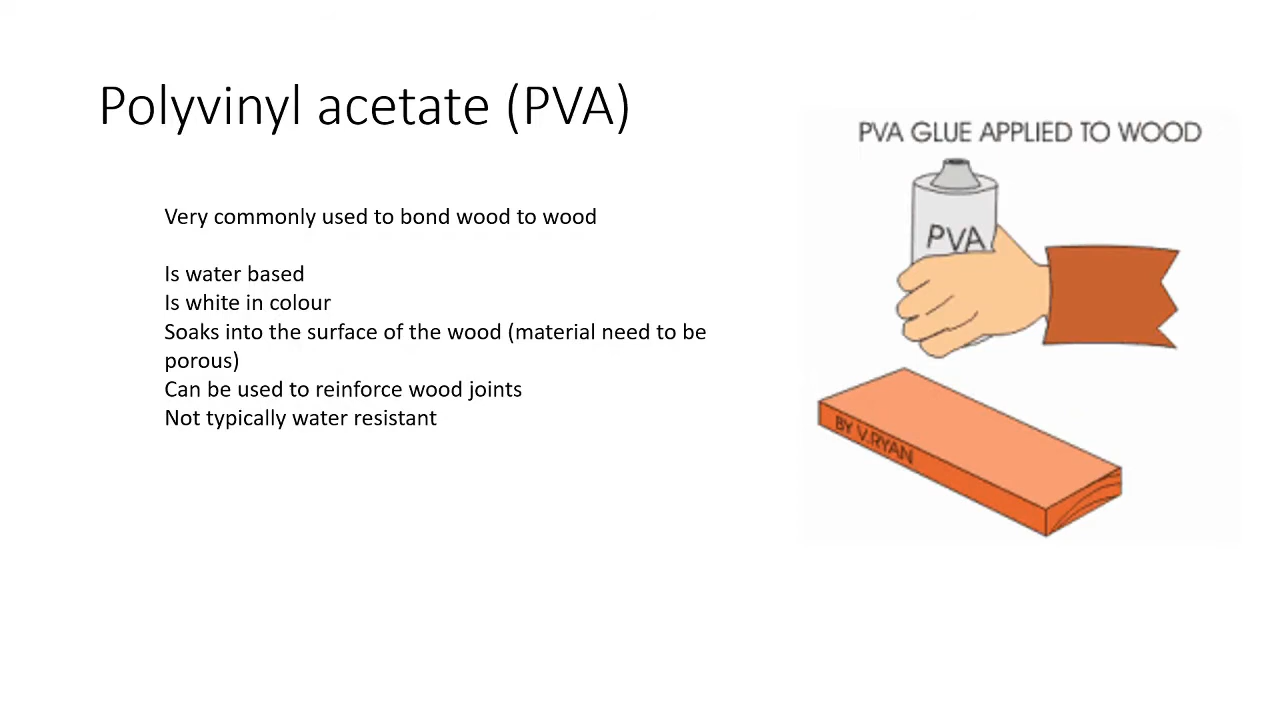 Polyvinyl acetate (PVA)
Very commonly used to bond wood to wood
Is water based
Is white in colour
Soaks into the surface of the wood (material need to be
porous)
Can be used to reinforce wood joints
Not typically water resistant
PVA GLUE APPLIED TO WOOD
PVA
BY V.RYAN